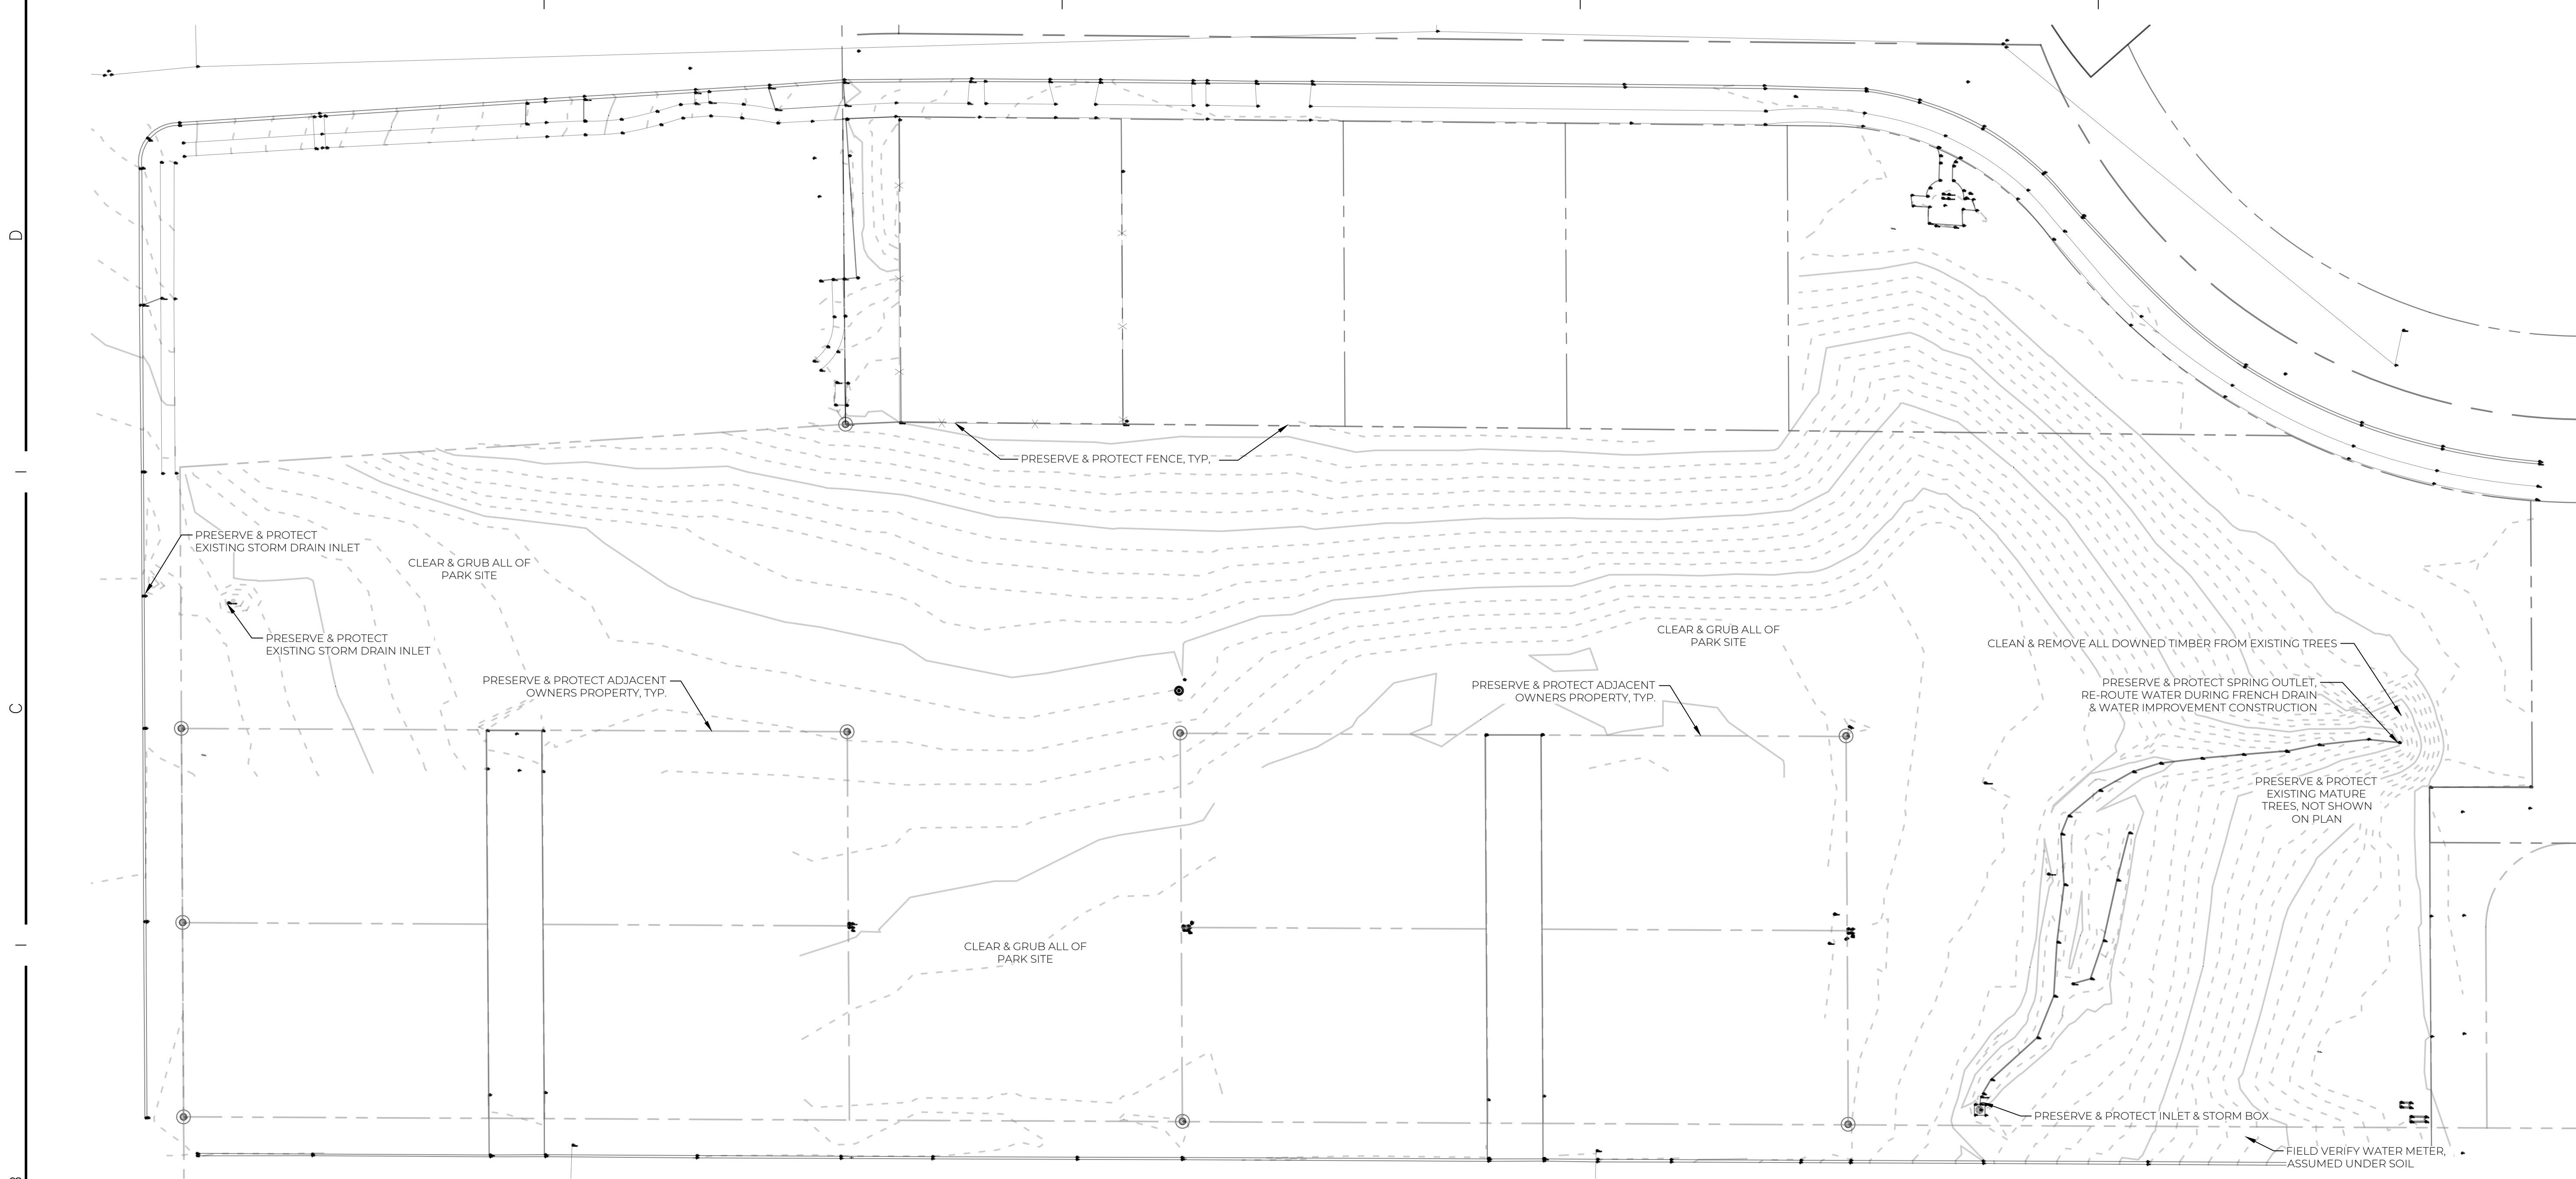 D
PRESERVE & PROTECT FENCE, TYP.
PRESERVE & PROTECT
EXISTING STORM DRAIN INLET
CLEAR & GRUB ALL OF
PARK SITE
PRESERVE & PROTECT
EXISTING STORM DRAIN INLET
CLEAR & GRUB ALL OF
PARK SITE
CLEAN & REMOVE ALL DOWNED TIMBER FROM EXISTING TREES
PRESERVE & PROTECT ADJACENT
OWNERS PROPERTY, TYP.
PRESERVE & PROTECT ADJACENT
OWNERS PROPERTY, TYP.
PRESERVE & PROTECT SPRING OUTLET,
RE-ROUTE WATER DURING FRENCH DRAIN
& WATER IMPROVEMENT CONSTRUCTION
C
PRESERVE & PROTECT
EXISTING MATURE
TREES, NOT SHOWN
ON PLAN
CLEAR & GRUB ALL OF
PARK SITE
PRESERVE & PROTECT INLET & STORM BOX
FIELD VERIFY WATER METER,
ASSUMED UNDER SOIL